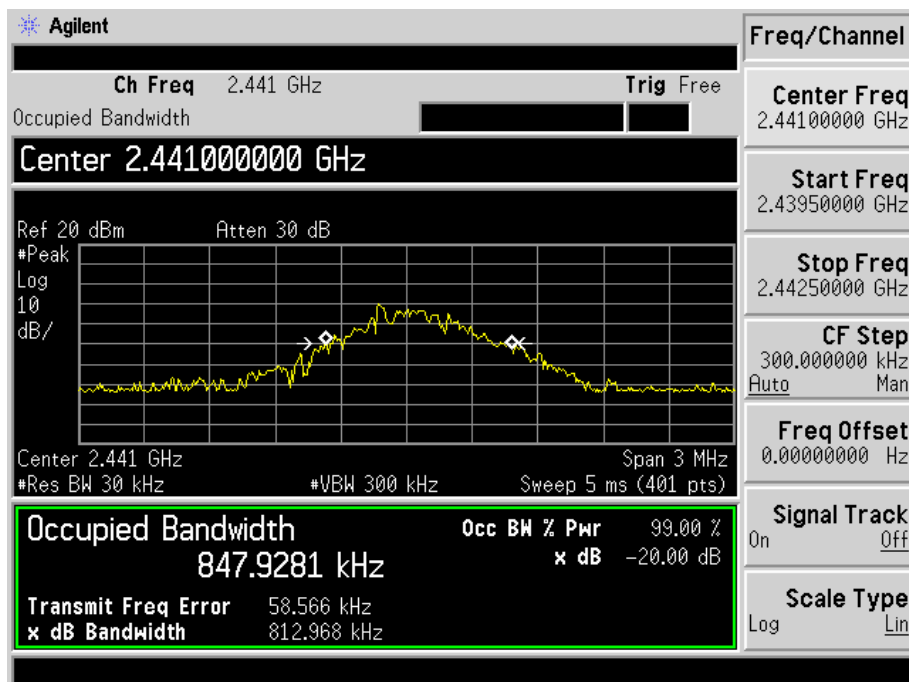 Agilent
Freq/Channel
Ch Freq 2.441 GHz Trig Free
Occupied Bandwidth
Center 2.441000000 GHz
Ref 20 dBm Atten 30 dB
#Peak
Log
10
dB/
Center 2.441 GHz Span 3 MHz
#Res BW 30 kHz #VBW 300 kHz Sweep 5 ms (401 pts)
Occupied Bandwidth
847.9281 kHz
Occ BW % Pwr 99.00 %
x dB -20.00 dB
Transmit Freq Error 58.566 kHz
x dB Bandwidth 812.968 kHz
Center Freq
2.44100000 GHz
Start Freq
2.43950000 GHz
Stop Freq
2.44250000 GHz
CF Step
300.000000 kHz
Auto Man
Freq Offset
0.00000000 Hz
Signal Track
On Off
Scale Type
Log Lin